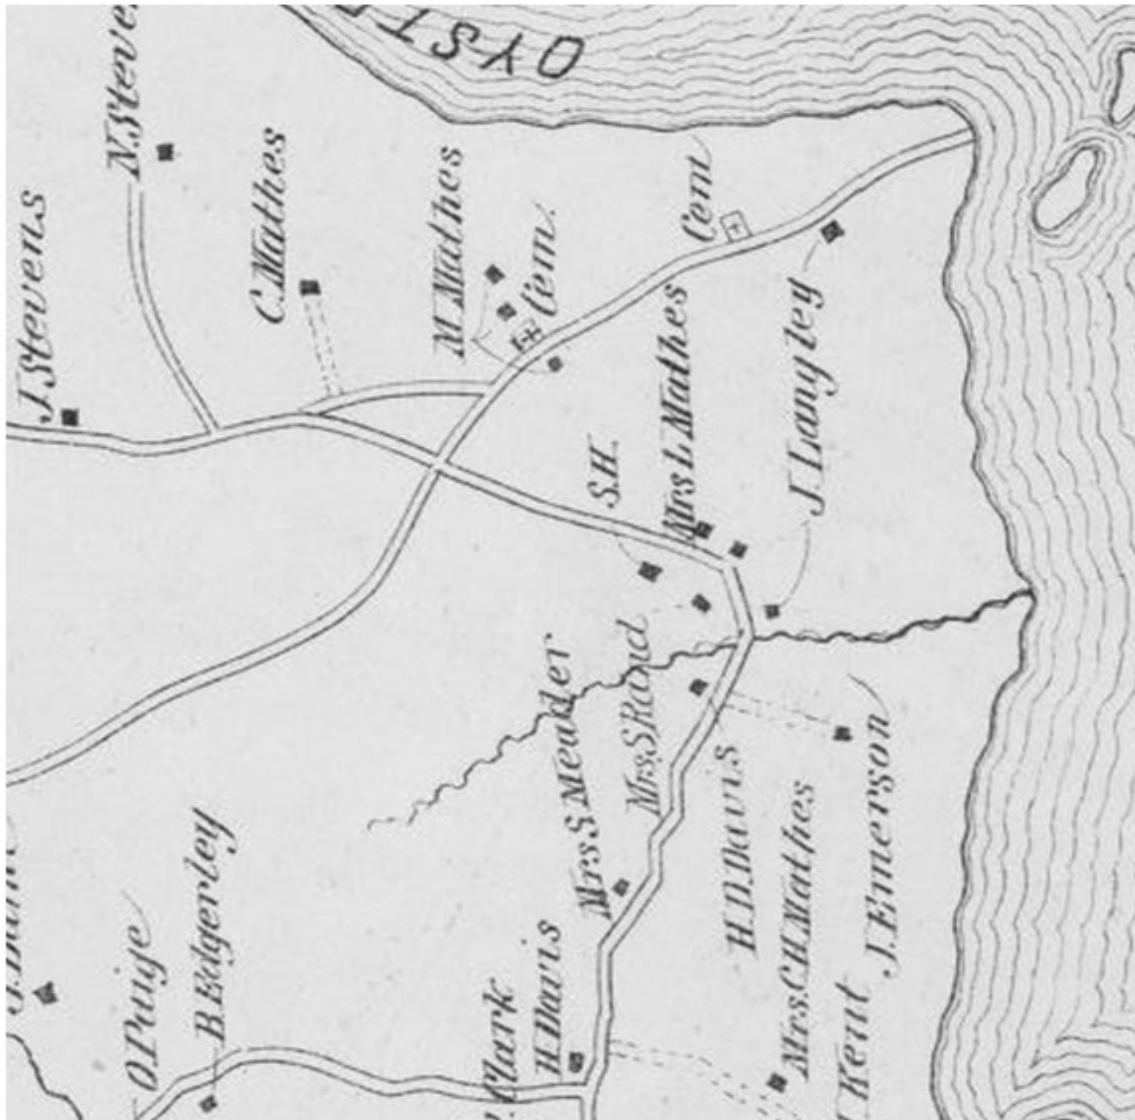 OYST
N. Steve
J. Stevens
C. Mathes
M. Mathes
Cem.
Cem
Mrs L Mathes
J. Langley
S.H.
Mrs S Meader
Mrs S Rand
H. D. Davis
Mrs. C. H. Mathes
J. Emerson
Kent
H. Davis
Clark
B. Edgerley
O. Paige